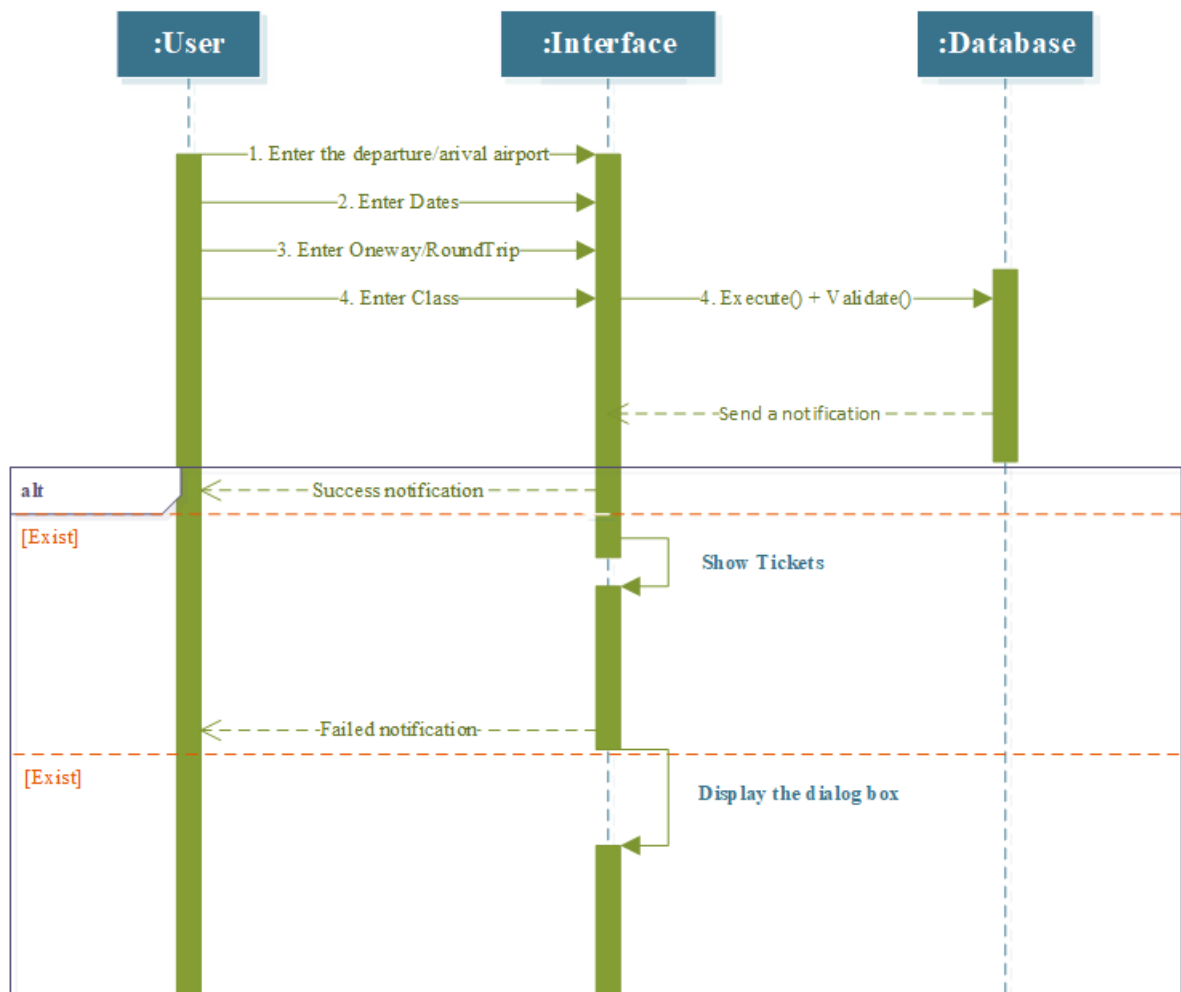 :User
:Interface
:Database
1. Enter the departure/arival airport
2. Enter Dates
3. Enter Oneway/RoundTrip
4. Enter Class
4. Execute() + Validate()
Send a notification
alt
Success notification
[Exist]
Show Tickets
Failed notification
[Exist]
Display the dialog box